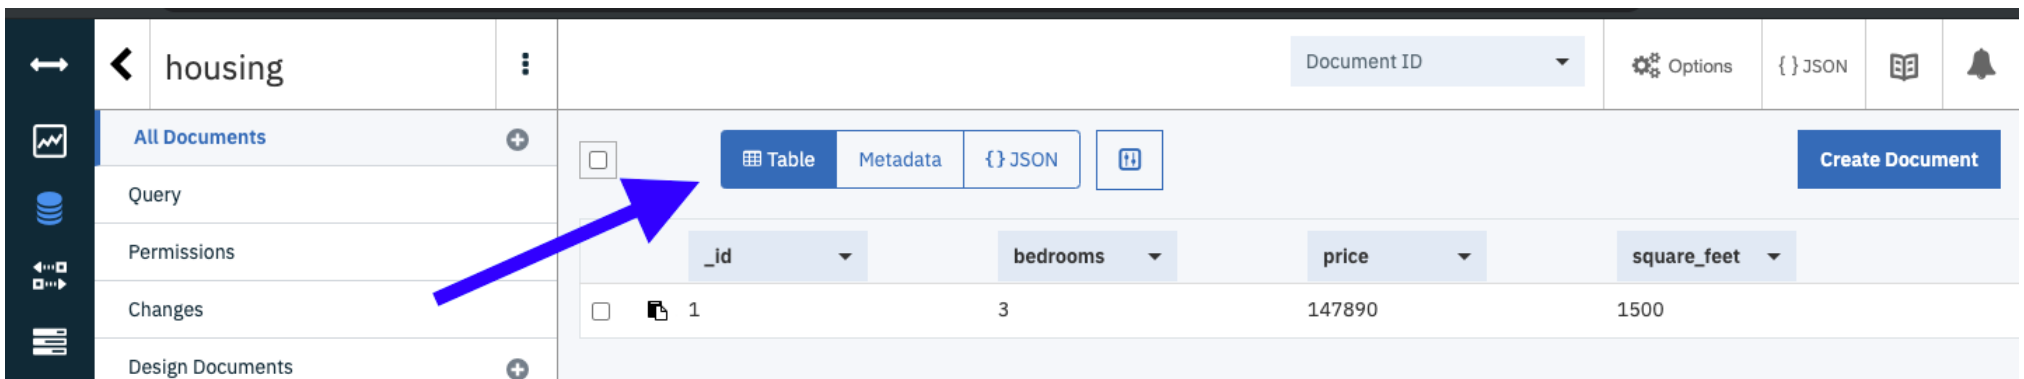 housing
Document ID
Options
{ } JSON
All Documents
Query
Permissions
Changes
Design Documents
Table
Metadata
{ } JSON
Create Document
_id
bedrooms
price
square_feet
1
3
147890
1500